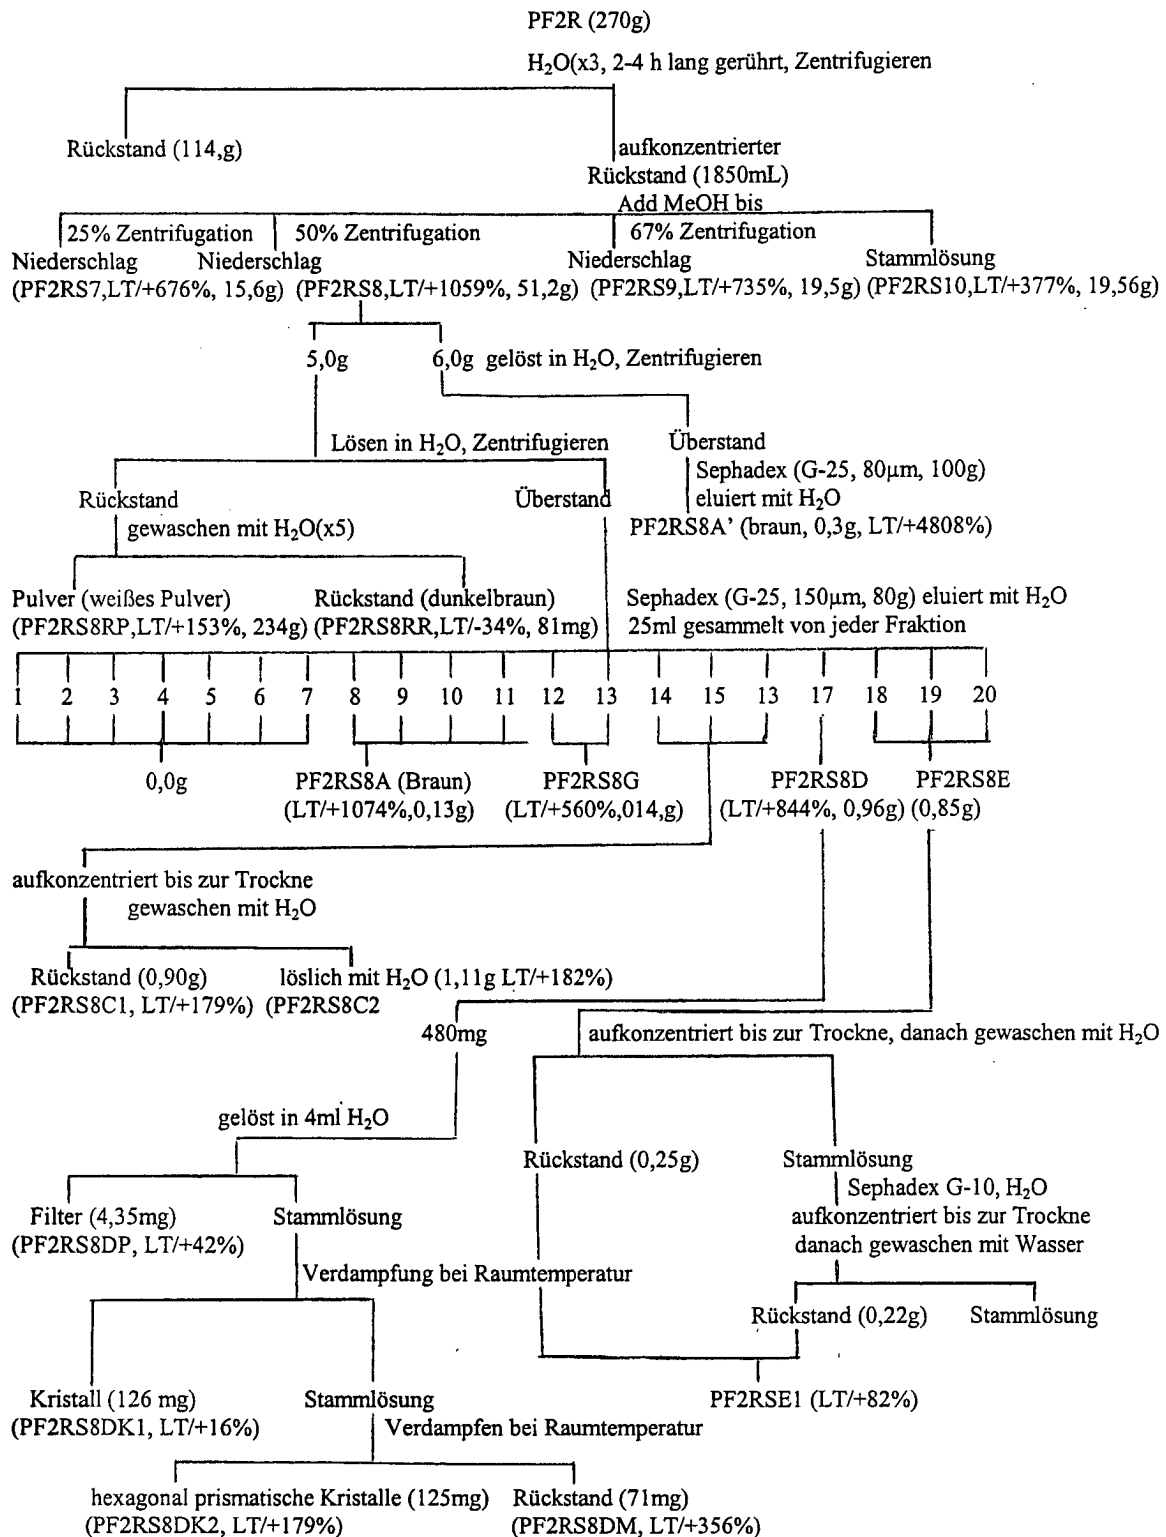 PF2R (270g)
H₂O(x3, 2-4 h lang gerührt, Zentrifugieren
Rückstand (114,g)
aufkonzentrierter
Rückstand (1850mL)
Add MeOH bis
25% Zentrifugation
50% Zentrifugation
67% Zentrifugation
Niederschlag
Niederschlag
Niederschlag
Stammlösung
(PF2RS7,LT/+676%, 15,6g)
(PF2RS8,LT/+1059%, 51,2g)
(PF2RS9,LT/+735%, 19,5g)
(PF2RS10,LT/+377%, 19,56g)
5,0g
6,0g gelöst in H₂O, Zentrifugieren
Lösen in H₂O, Zentrifugieren
Überstand
Sephadex (G-25, 80µm, 100g)
eluiert mit H₂O
PF2RS8A’ (braun, 0,3g, LT/+4808%)
Rückstand
Überstand
gewaschen mit H₂O(x5)
Pulver (weißes Pulver)
(PF2RS8RP,LT/+153%, 234g)
Rückstand (dunkelbraun)
(PF2RS8RR,LT/-34%, 81mg)
Sephadex (G-25, 150µm, 80g) eluiert mit H₂O
25ml gesammelt von jeder Fraktion
1 2 3 4 5 6 7 8 9 10 11 12 13 14 15 13 17 18 19 20
0,0g
PF2RS8A (Braun)
(LT/+1074%,0,13g)
PF2RS8G
(LT/+560%,014,g)
PF2RS8D
(LT/+844%, 0,96g)
PF2RS8E
(0,85g)
aufkonzentriert bis zur Trockne
gewaschen mit H₂O
Rückstand (0,90g)
(PF2RS8C1, LT/+179%)
löslich mit H₂O (1,11g LT/+182%)
(PF2RS8C2
480mg
aufkonzentriert bis zur Trockne, danach gewaschen mit H₂O
gelöst in 4ml H₂O
Rückstand (0,25g)
Stammlösung
Sephadex G-10, H₂O
aufkonzentriert bis zur Trockne
danach gewaschen mit Wasser
Filter (4,35mg)
(PF2RS8DP, LT/+42%)
Stammlösung
Verdampfung bei Raumtemperatur
Rückstand (0,22g)
Stammlösung
Kristall (126 mg)
(PF2RS8DK1, LT/+16%)
Stammlösung
Verdampfen bei Raumtemperatur
PF2RSE1 (LT/+82%)
hexagonal prismatische Kristalle (125mg)
(PF2RS8DK2, LT/+179%)
Rückstand (71mg)
(PF2RS8DM, LT/+356%)